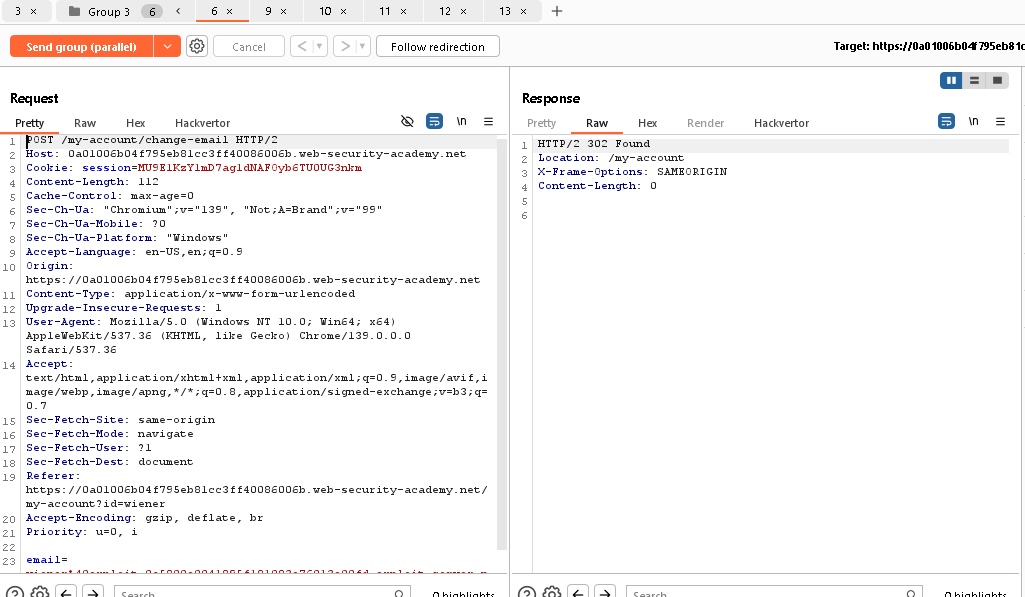 3 × Group 3 6 6 × 9 × 10 × 11 × 12 × 13 × +
Send group (parallel) Cancel < > Follow redirection Target: https://0a01006b04f795eb81c
Request
Pretty Raw Hex Hackvertor \n
1 POST /my-account/change-email HTTP/2
2 Host: 0a01006b04f795eb81cc3ff40086006b.web-security-academy.net
3 Cookie: session=
4 Content-Length: 112
5 Cache-Control: max-age=0
6 Sec-Ch-Ua: "Chromium";v="139", "Not;A=Brand";v="99"
7 Sec-Ch-Ua-Mobile: ?0
8 Sec-Ch-Ua-Platform: "Windows"
9 Accept-Language: en-US,en;q=0.9
10 Origin:
https://0a01006b04f795eb81cc3ff40086006b.web-security-academy.net
11 Content-Type: application/x-www-form-urlencoded
12 Upgrade-Insecure-Requests: 1
13 User-Agent: Mozilla/5.0 (Windows NT 10.0; Win64; x64)
AppleWebKit/537.36 (KHTML, like Gecko) Chrome/139.0.0.0
Safari/537.36
14 Accept:
text/html,application/xhtml+xml,application/xml;q=0.9,image/avif,i
mage/webp,image/apng,*/*;q=0.8,application/signed-exchange;v=b3;q=
0.7
15 Sec-Fetch-Site: same-origin
16 Sec-Fetch-Mode: navigate
17 Sec-Fetch-User: ?1
18 Sec-Fetch-Dest: document
19 Referer:
https://0a01006b04f795eb81cc3ff40086006b.web-security-academy.net/
my-account?id=wiener
20 Accept-Encoding: gzip, deflate, br
21 Priority: u=0, i
22
23 email=
Search 0 highlights
Response
Pretty Raw Hex Render Hackvertor \n
1 HTTP/2 302 Found
2 Location: /my-account
3 X-Frame-Options: SAMEORIGIN
4 Content-Length: 0
5
6
Search 0 highlights